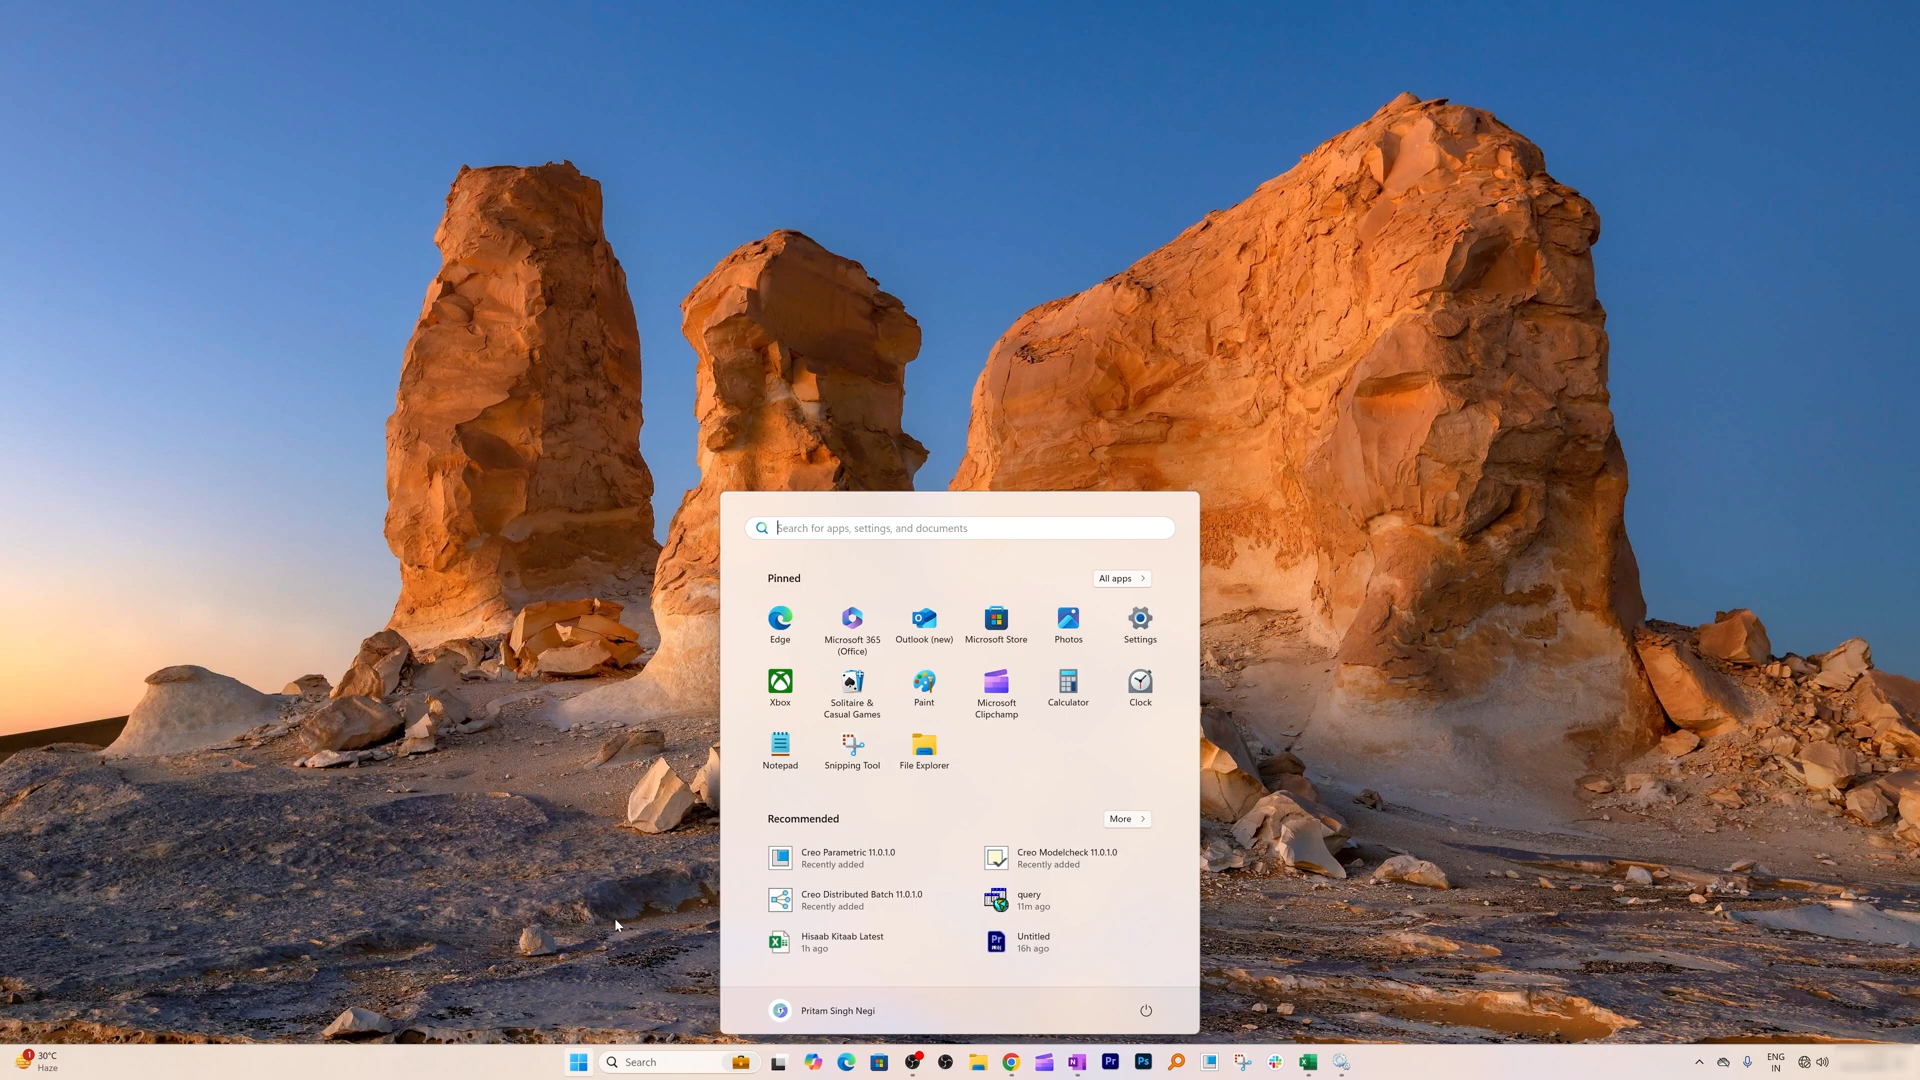 Search for apps, settings, and documents
Pinned
All apps
Edge
Microsoft 365
(Office)
Outlook (new)
Microsoft Store
Photos
Settings
Xbox
Solitaire &
Casual Games
Paint
Microsoft
Clipchamp
Calculator
Clock
Notepad
Snipping Tool
File Explorer
Recommended
More
Creo Parametric 11.0.1.0
Recently added
Creo Modelcheck 11.0.1.0
Recently added
Creo Distributed Batch 11.0.1.0
Recently added
query
11m ago
Hisaab Kitaab Latest
1h ago
Pr
Untitled
16h ago
Pritam Singh Negi
1
30°C
Haze
Search
Pr
Ps
ENG
IN